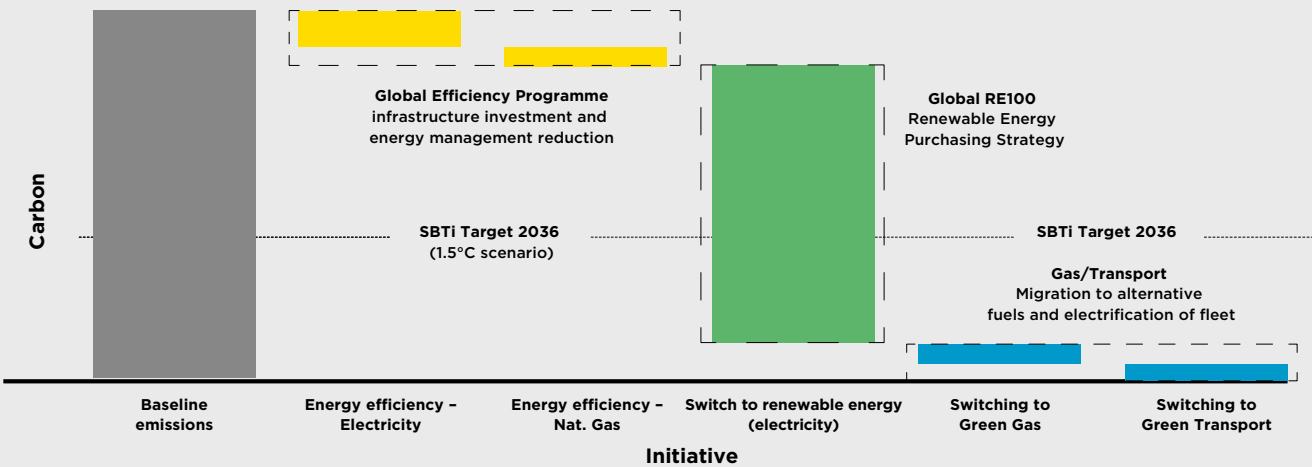 Carbon
Global Efficiency Programme
infrastructure investment and
energy management reduction
Global RE100
Renewable Energy
Purchasing Strategy
SBTi Target 2036
(1.5°C scenario)
SBTi Target 2036
Gas/Transport
Migration to alternative
fuels and electrification of fleet
Baseline
emissions
Energy efficiency –
Electricity
Energy efficiency –
Nat. Gas
Switch to renewable energy
(electricity)
Switching to
Green Gas
Switching to
Green Transport
Initiative